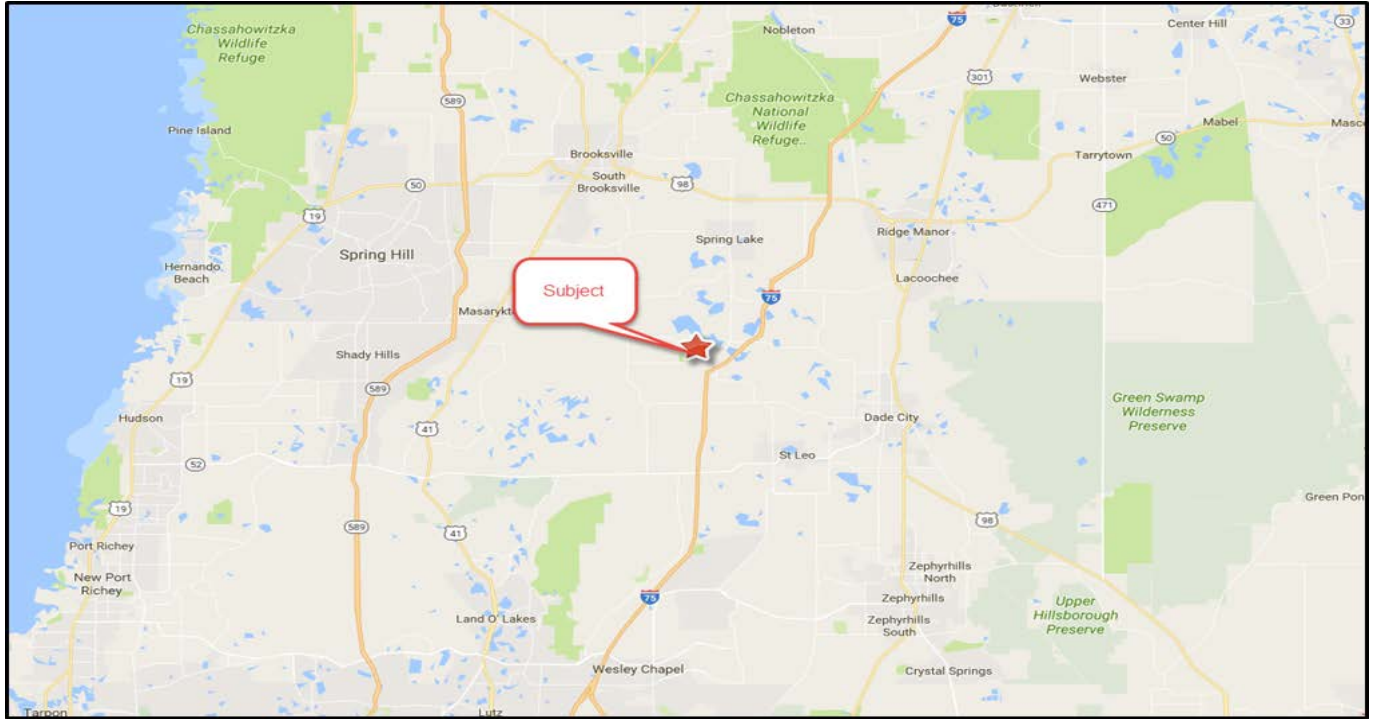 75
Nobleton
Center Hill
33
Chassahowitzka
Wildlife
Refuge
301
Webster
589
Chassahowitzka
National
Wildlife
Refuge..
Pine Island
Mabel
Masc
50
Tarrytown
Brooksville
South
Brooksville
98
50
471
19
Ridge Manor
Spring Lake
Spring Hill
Hernando
Beach
Lacoochee
Subject
75
Masarykt
Shady Hills
19
589
Green Swamp
Wilderness
Preserve
Hudson
41
Dade City
St Leo
52
Green Pon
19
98
589
41
Port Richey
New Port
Richey
Zephyrhills
North
75
Zephyrhills
Upper
Hillsborough
Preserve
Land O' Lakes
Zephyrhills
South
Wesley Chapel
Crystal Springs
Tarpon
Lutz